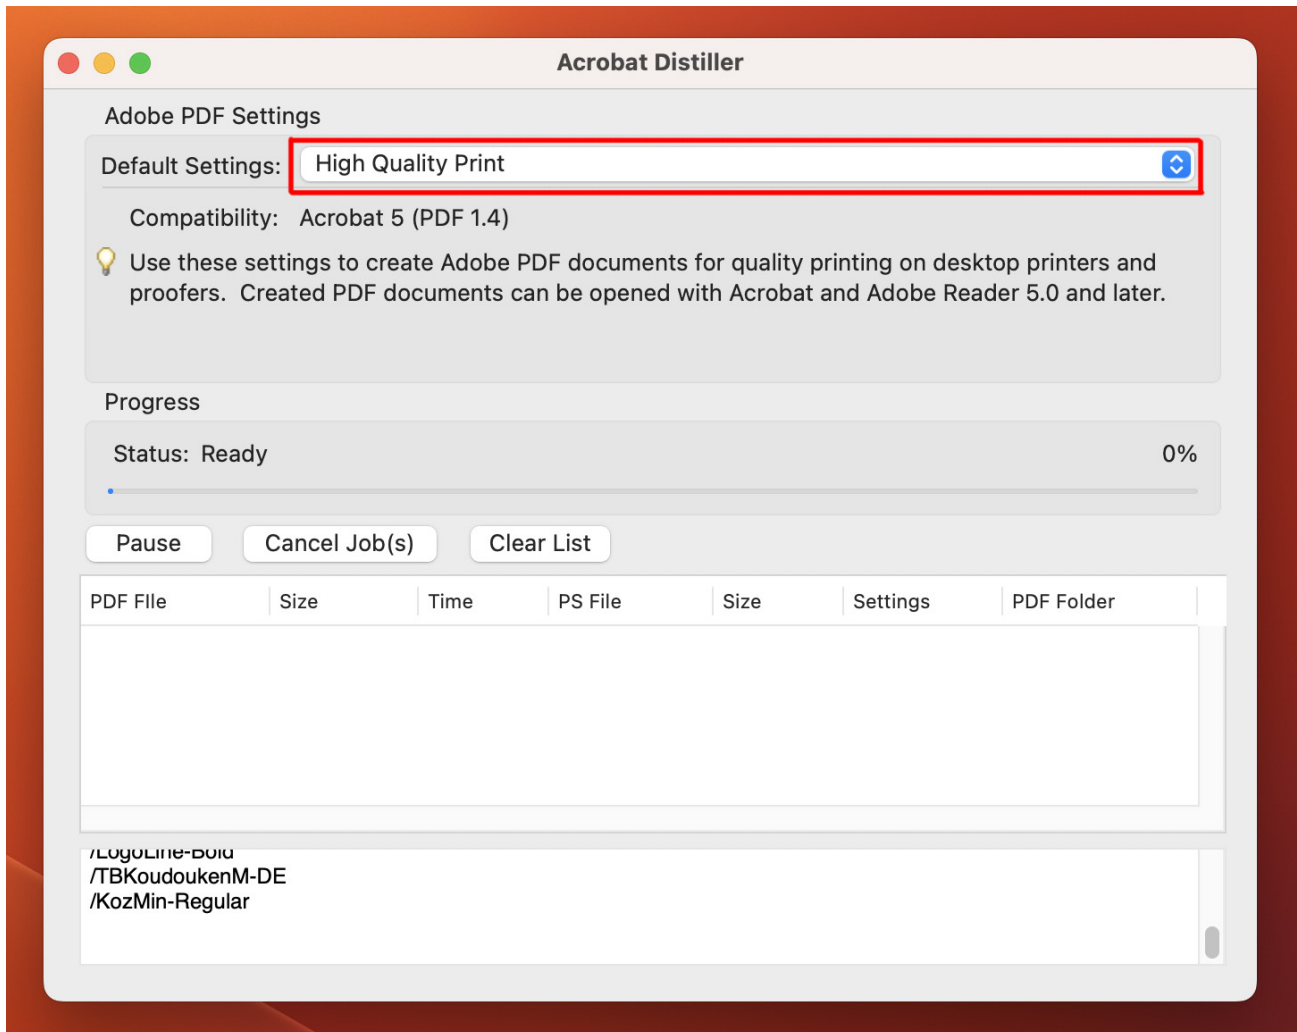 Acrobat Distiller
Adobe PDF Settings
Default Settings: High Quality Print
Compatibility: Acrobat 5 (PDF 1.4)
Use these settings to create Adobe PDF documents for quality printing on desktop printers and
proofers. Created PDF documents can be opened with Acrobat and Adobe Reader 5.0 and later.
Progress
Status: Ready 0%
Pause Cancel Job(s) Clear List
PDF FIle Size Time PS File Size Settings PDF Folder
/LogoLine-Bold
/TBKoudoukenM-DE
/KozMin-Regular